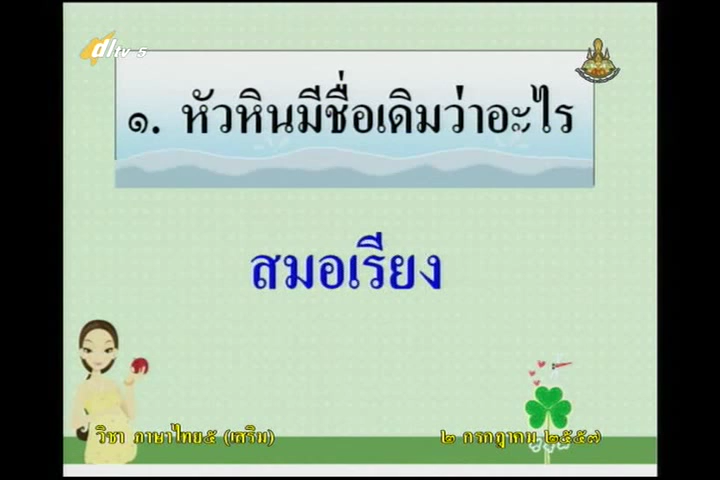 dltv-5
๑. หัวหินมีชื่อเดิมว่าอะไร
สมอเรียง
วิชา ภาษาไทย๕ (เสริม)
๒ กรกฎาคม ๒๕๕๗